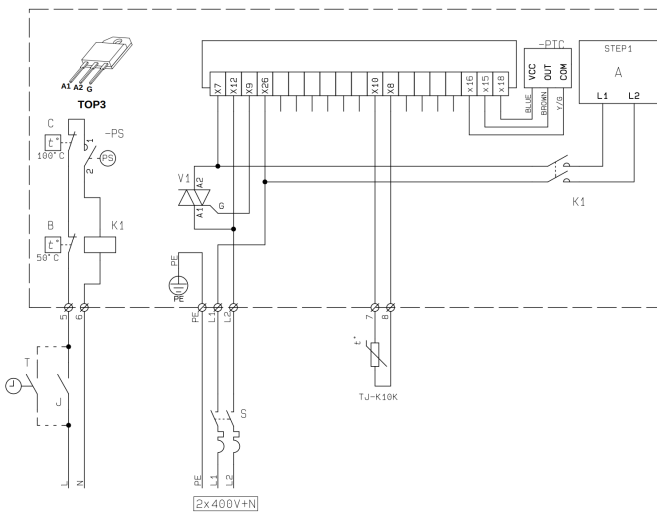 A1 A2 G
TOP3
X7
X12
X9
X26
X10
X8
x16
x15
x18
-PTC
VCC
OUT
COM
BLUE
BROWN
Y/G
STEP1
A
L1
L2
C
t°
100°C
-PS
1
PS
2
B
t°
50°C
K1
V1
A2
A1
G
K1
PE
PE
5
6
PE
L1
L2
7
8
T
J
S
t°
TJ-K10K
L
N
PE
L1
L2
2x400V+N